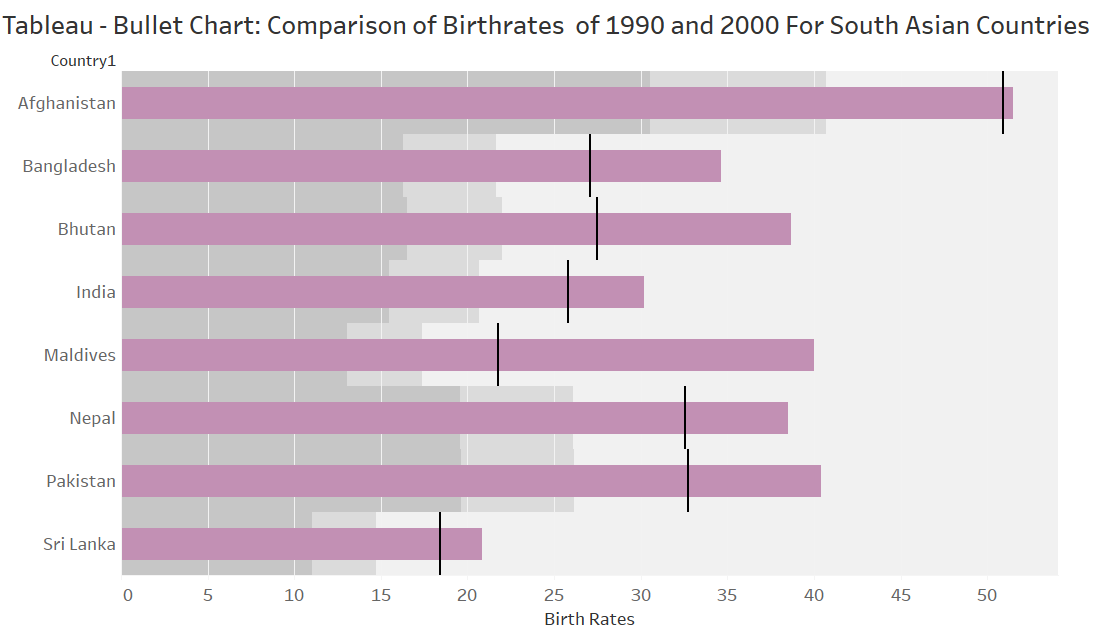 Tableau - Bullet Chart: Comparison of Birthrates  of 1990 and 2000 For South Asian Countries
Country1
Afghanistan
Bangladesh
Bhutan
India
Maldives
Nepal
Pakistan
Sri Lanka
0 5 10 15 20 25 30 35 40 45 50
Birth Rates